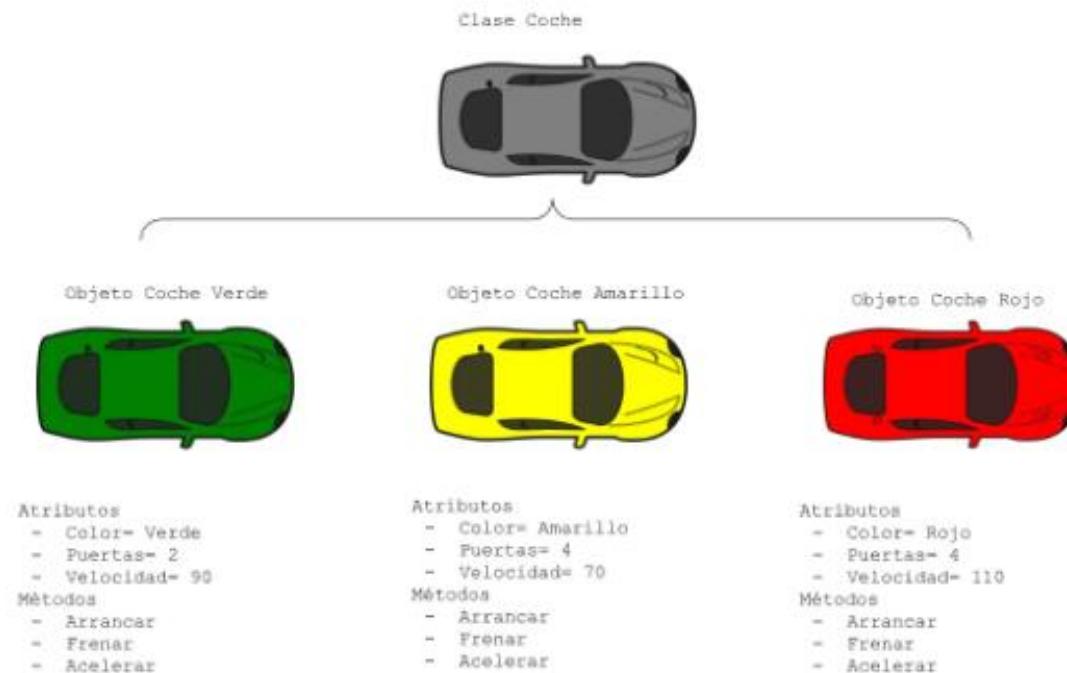 Clase Coche
Objeto Coche Verde
Atributos
- Color= Verde
- Puertas= 2
- Velocidad= 90
Métodos
- Arrancar
- Frenar
- Acelerar
Objeto Coche Amarillo
Atributos
- Color= Amarillo
- Puertas= 4
- Velocidad= 70
Métodos
- Arrancar
- Frenar
- Acelerar
Objeto Coche Rojo
Atributos
- Color= Rojo
- Puertas= 4
- Velocidad= 110
Métodos
- Arrancar
- Frenar
- Acelerar